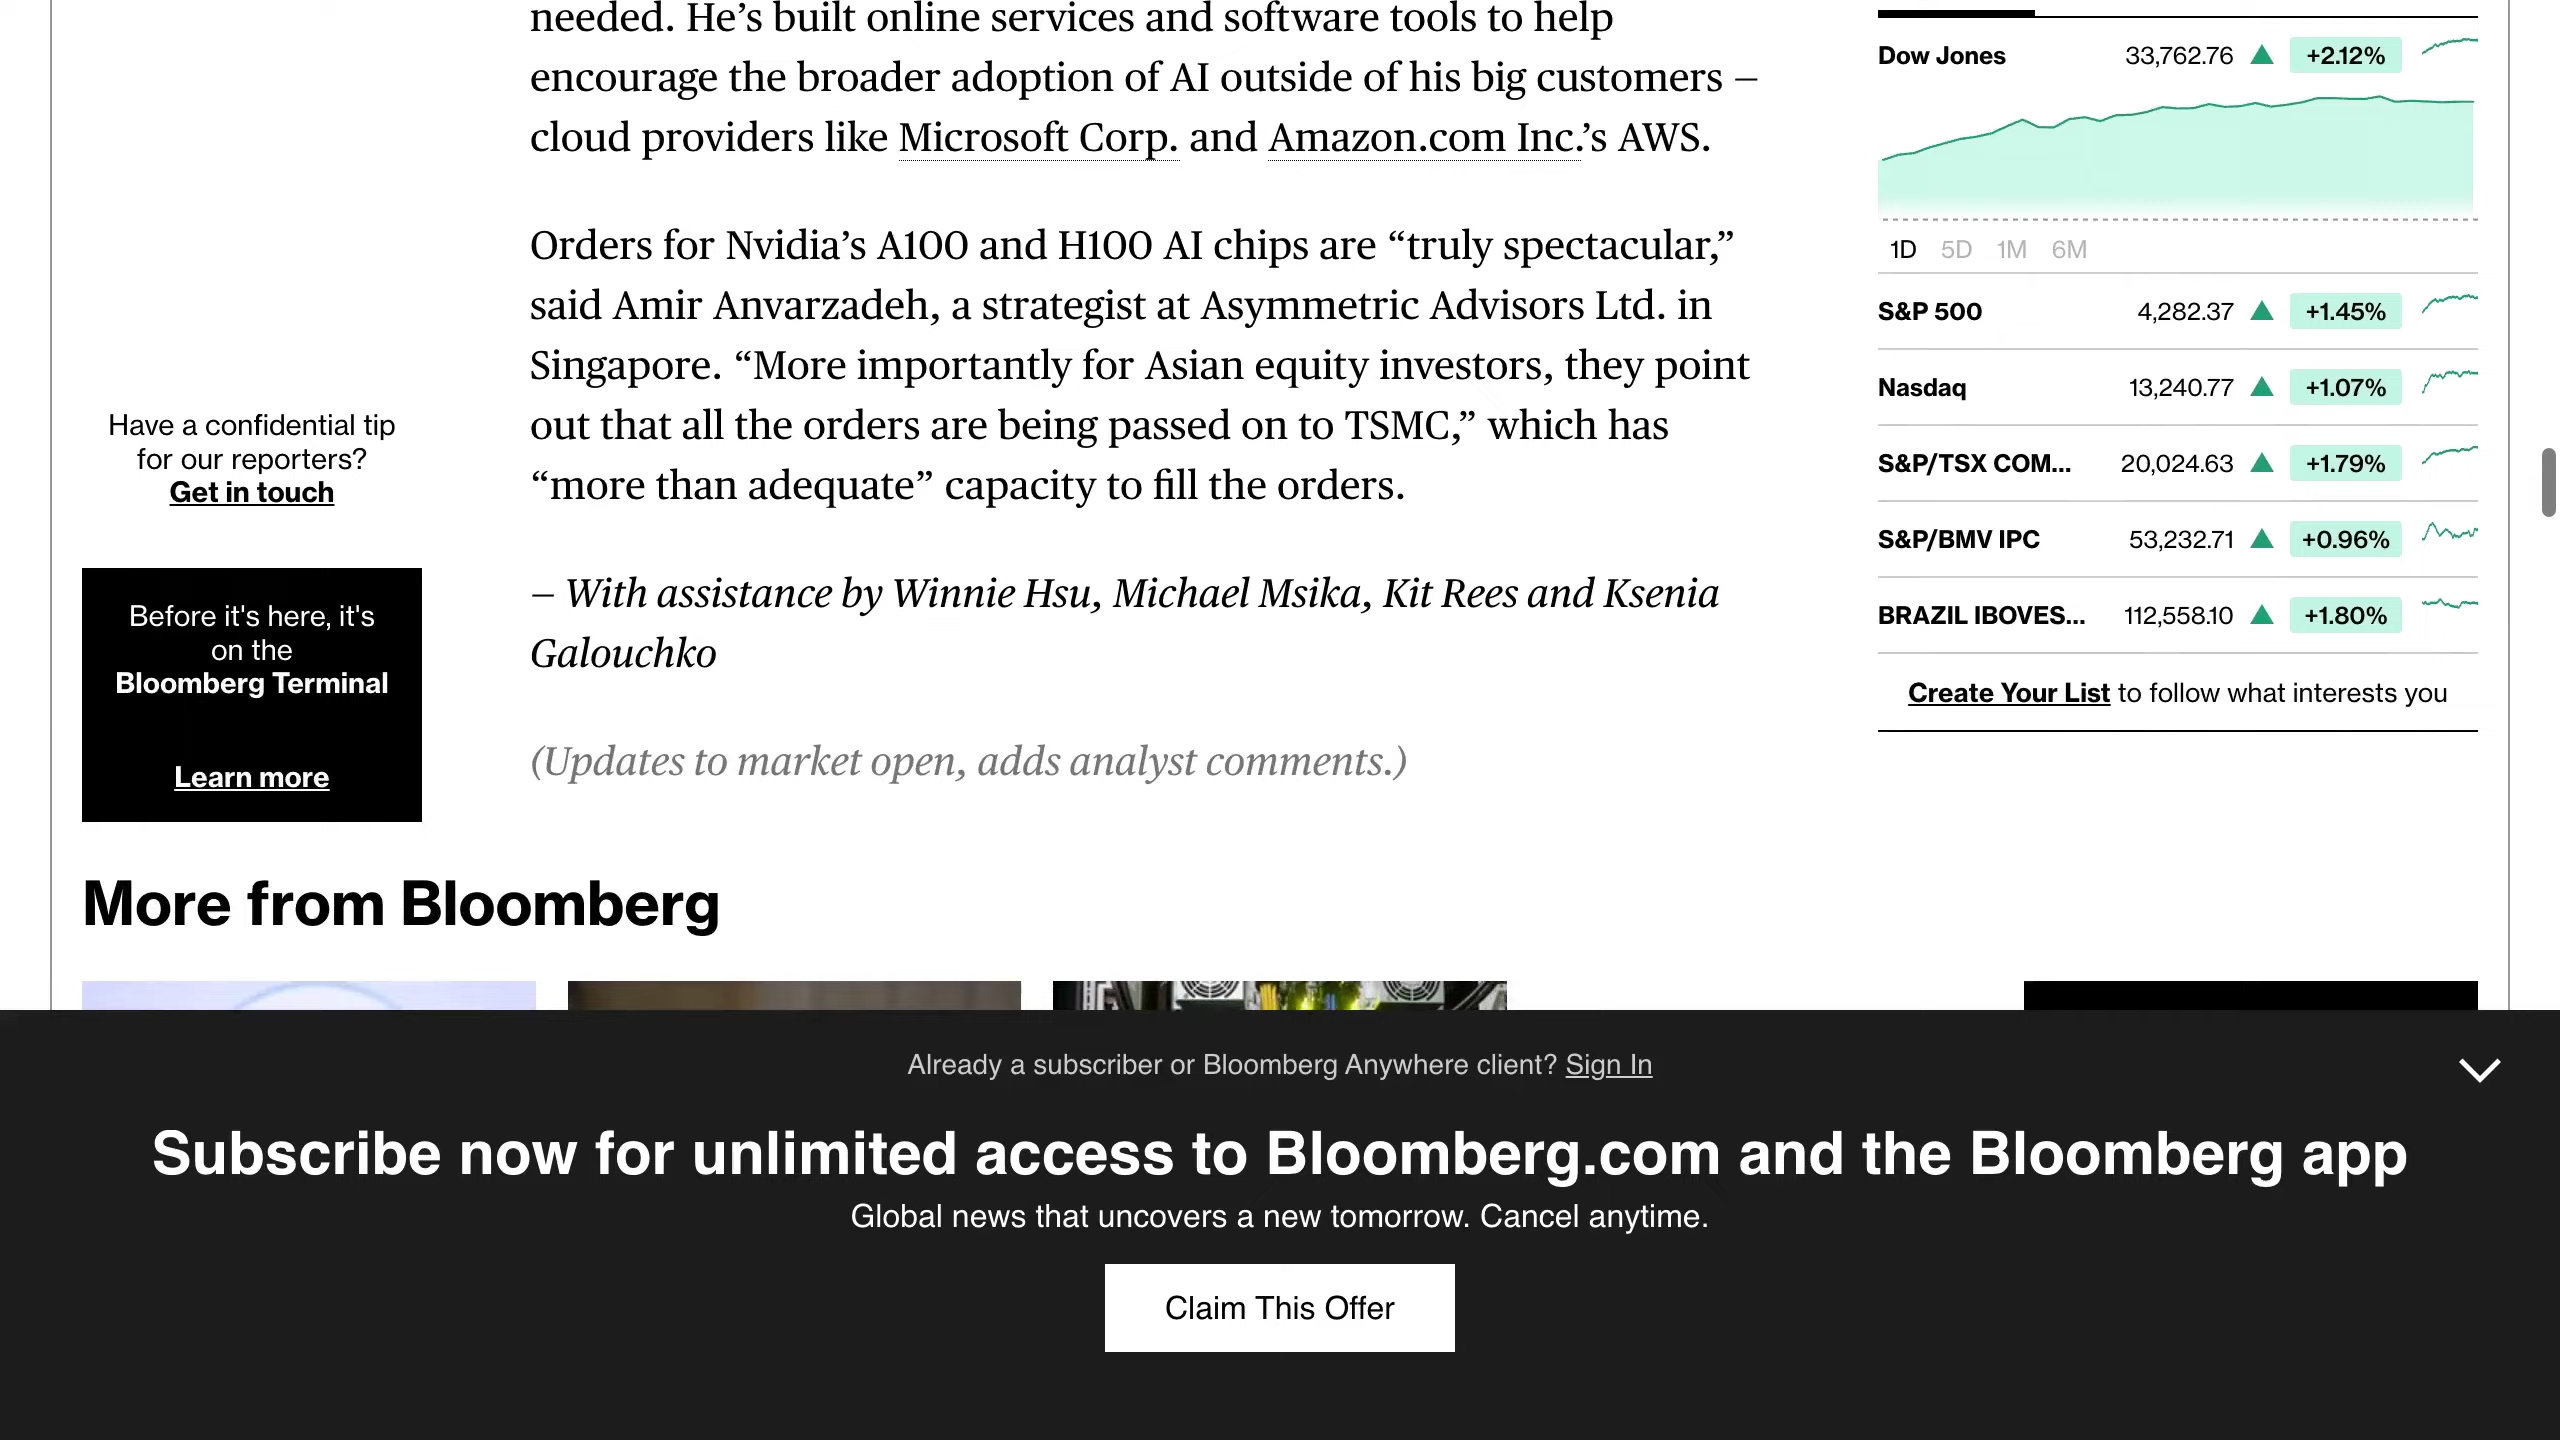 needed. He’s built online services and software tools to help
encourage the broader adoption of AI outside of his big customers —
cloud providers like Microsoft Corp. and Amazon.com Inc.’s AWS.
Orders for Nvidia’s A100 and H100 AI chips are “truly spectacular,”
said Amir Anvarzadeh, a strategist at Asymmetric Advisors Ltd. in
Singapore. “More importantly for Asian equity investors, they point
out that all the orders are being passed on to TSMC,” which has
“more than adequate” capacity to fill the orders.
— With assistance by Winnie Hsu, Michael Msika, Kit Rees and Ksenia
Galouchko
(Updates to market open, adds analyst comments.)
Have a confidential tip
for our reporters?
Get in touch
Before it's here, it's
on the
Bloomberg Terminal
Learn more
Dow Jones 33,762.76 ▲ +2.12%
1D 5D 1M 6M
S&P 500 4,282.37 ▲ +1.45%
Nasdaq 13,240.77 ▲ +1.07%
S&P/TSX COM... 20,024.63 ▲ +1.79%
S&P/BMV IPC 53,232.71 ▲ +0.96%
BRAZIL IBOVES... 112,558.10 ▲ +1.80%
Create Your List to follow what interests you
More from Bloomberg
Already a subscriber or Bloomberg Anywhere client? Sign In
Subscribe now for unlimited access to Bloomberg.com and the Bloomberg app
Global news that uncovers a new tomorrow. Cancel anytime.
Claim This Offer